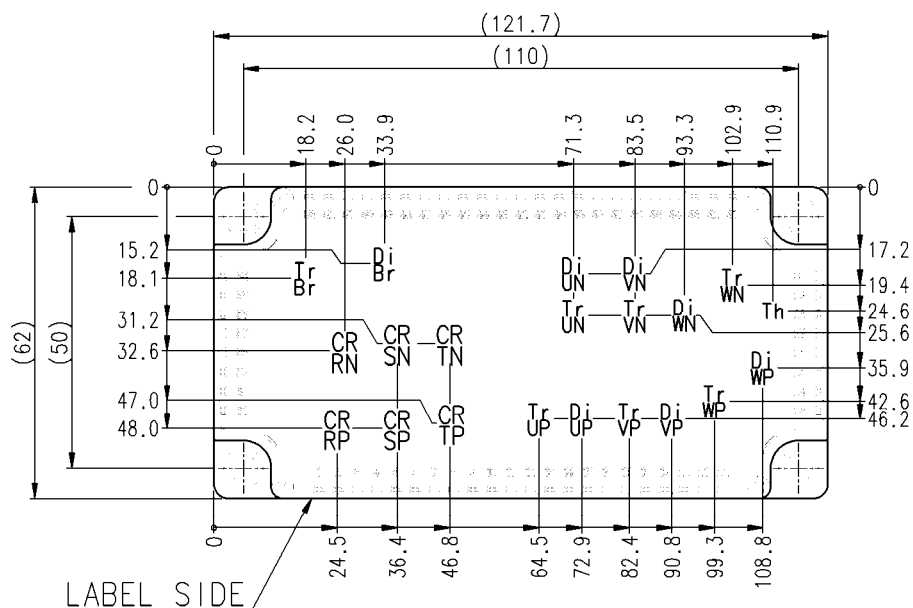 (121.7)
(110)
0
18.2
26.0
33.9
71.3
83.5
93.3
102.9
110.9
0
0
15.2
Di
Br
Di
UN
Di
VN
17.2
18.1
Tr
Br
Tr
WN
19.4
31.2
Tr
UN
Tr
VN
Di
WN
Th
24.6
(62)
(50)
32.6
CR
RN
CR
SN
CR
TN
25.6
Di
WP
35.9
47.0
CR
TP
Tr
WP
42.6
48.0
CR
RP
CR
SP
Tr
UP
Di
UP
Tr
VP
Di
VP
46.2
0
24.5
36.4
46.8
64.5
72.9
82.4
90.8
99.3
108.8
LABEL SIDE